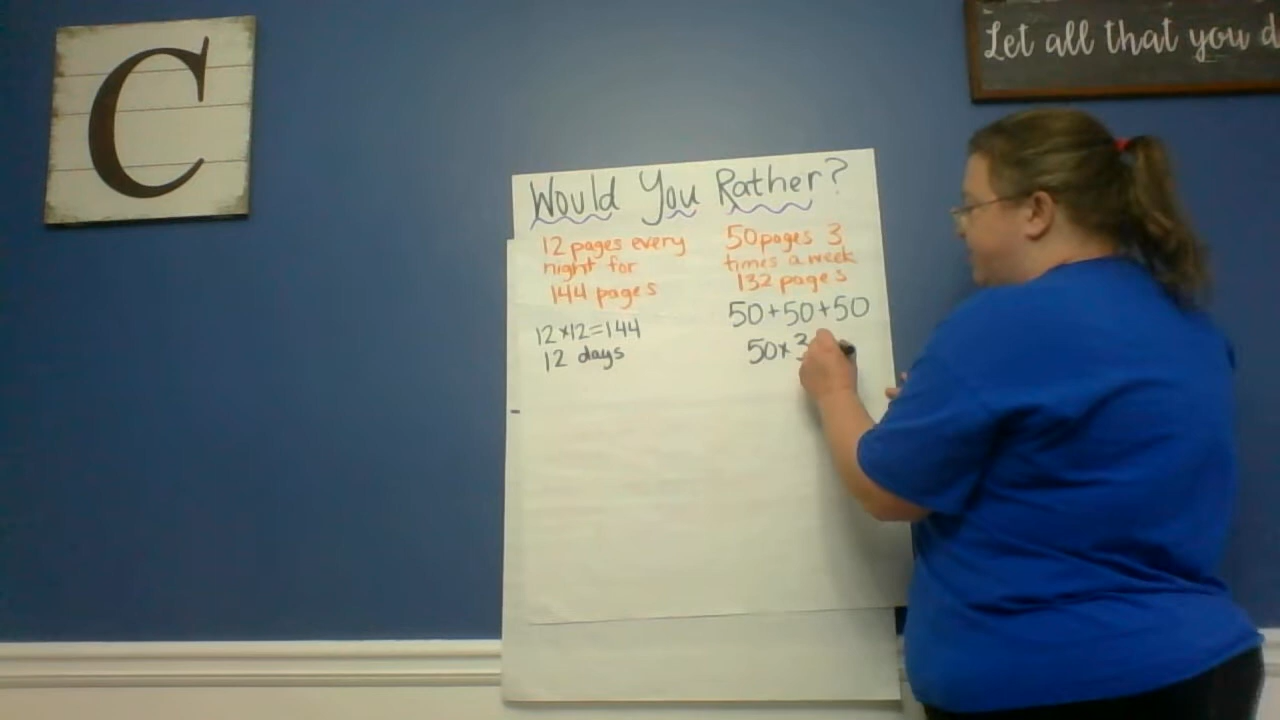 C
Let all that you d
Would You Rather?
12 pages every
night for
144 pages
12×12=144
12 days
50 pages 3
times a week
132 pages
50+50+50
50×3